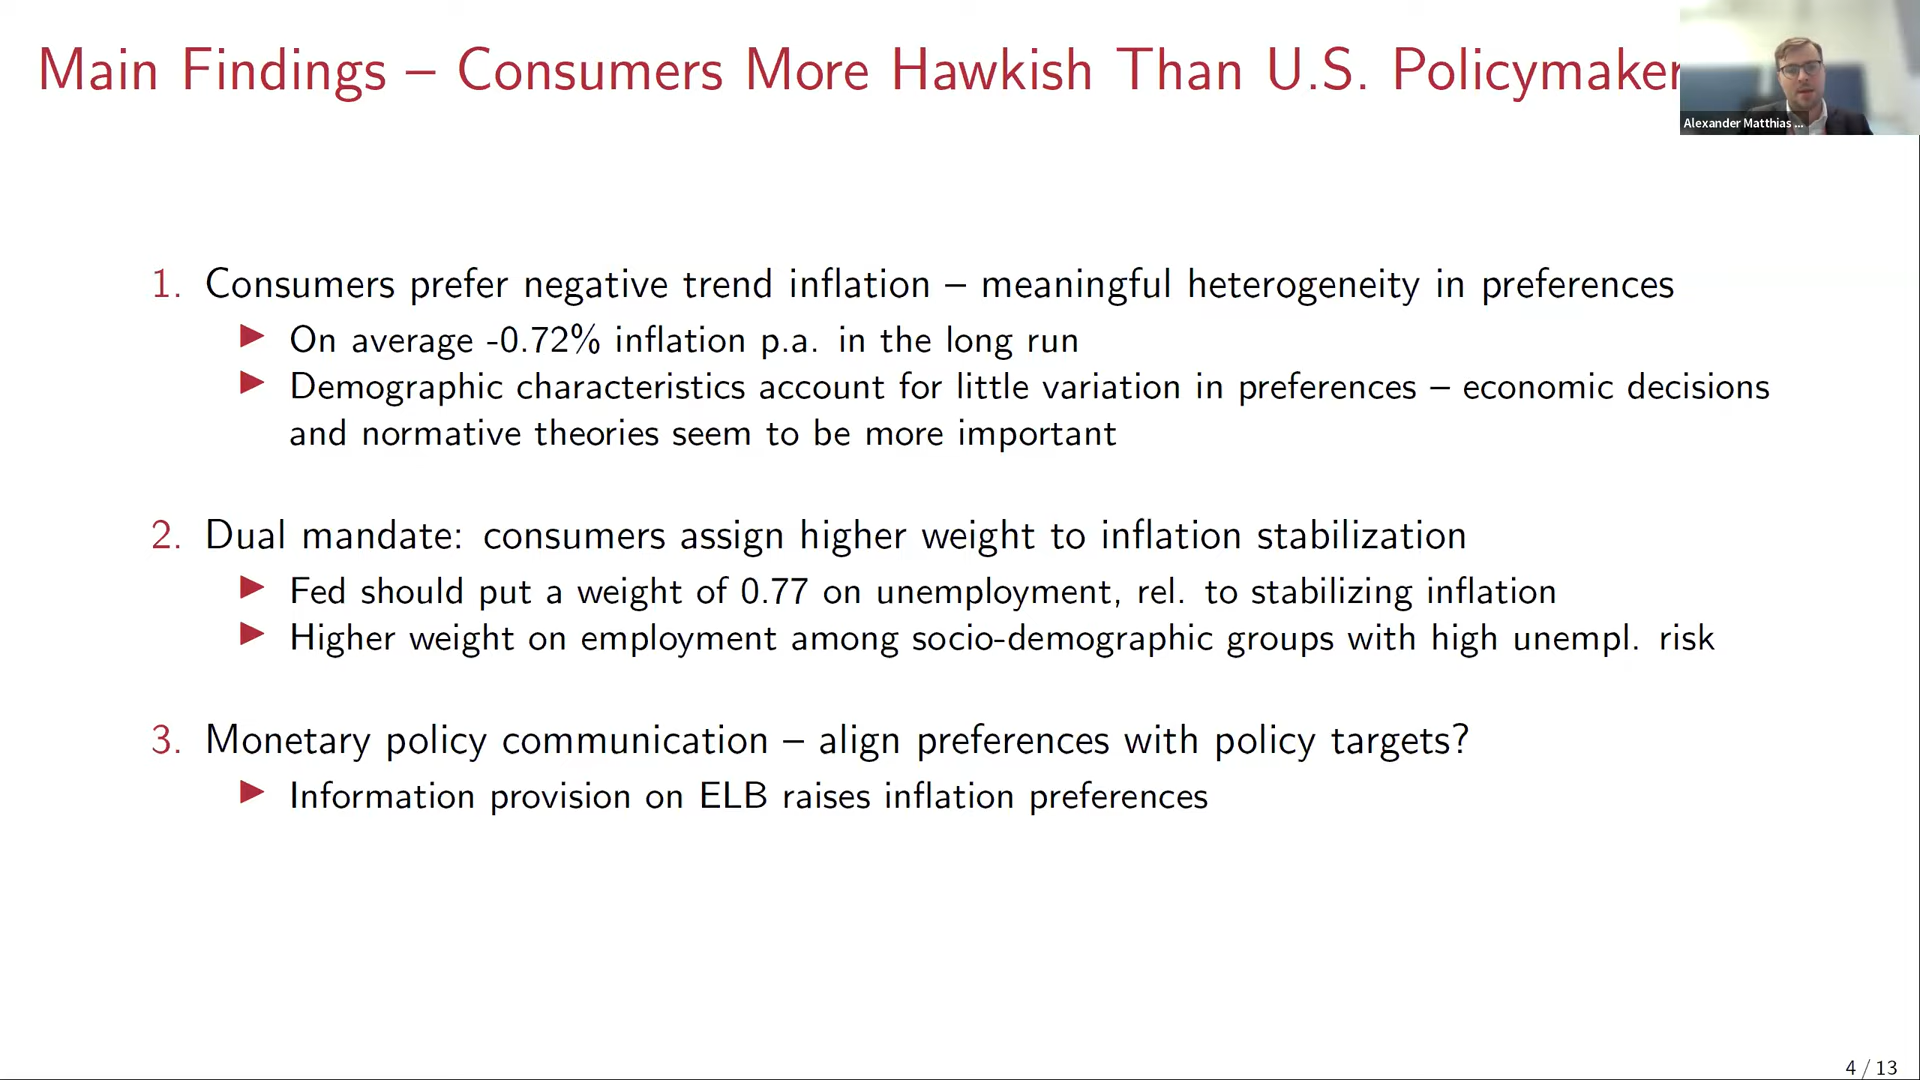 Main Findings – Consumers More Hawkish Than U.S. Policymaker
Alexander Matthias ...
1. Consumers prefer negative trend inflation – meaningful heterogeneity in preferences
▶ On average -0.72% inflation p.a. in the long run
▶ Demographic characteristics account for little variation in preferences – economic decisions
and normative theories seem to be more important
2. Dual mandate: consumers assign higher weight to inflation stabilization
▶ Fed should put a weight of 0.77 on unemployment, rel. to stabilizing inflation
▶ Higher weight on employment among socio-demographic groups with high unempl. risk
3. Monetary policy communication – align preferences with policy targets?
▶ Information provision on ELB raises inflation preferences
4 / 13